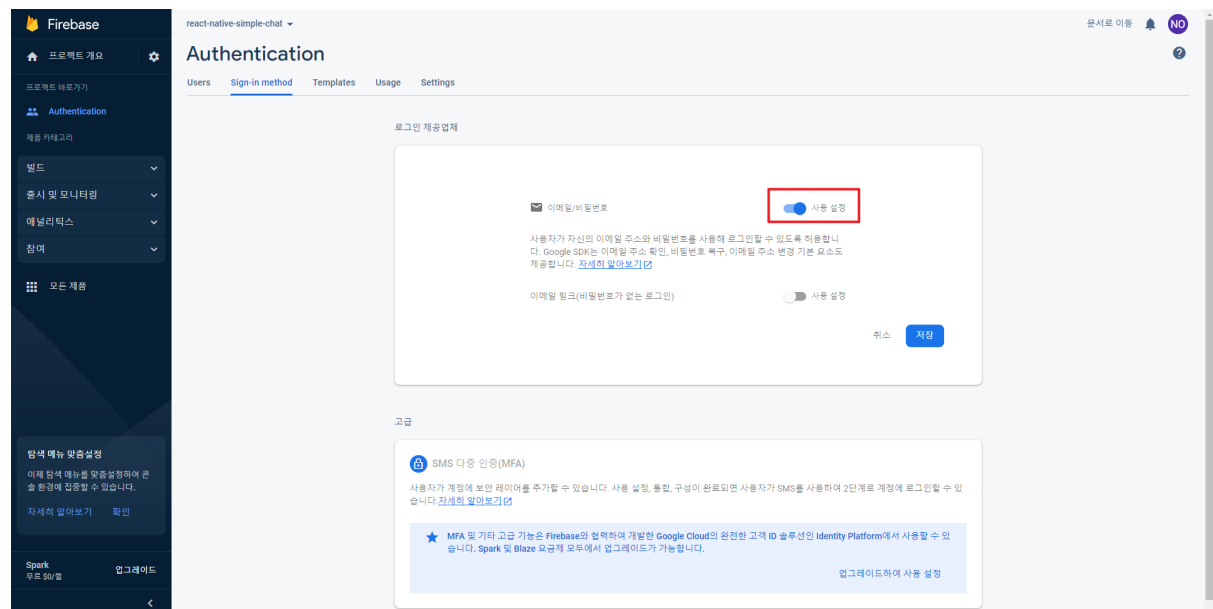 Firebase
react-native-simple-chat
문서로 이동
NO
프로젝트 개요
Authentication
?
Users
Sign-in method
Templates
Usage
Settings
프로젝트 바로가기
Authentication
제품 카테고리
빌드
출시 및 모니터링
애널리틱스
참여
모든 제품
탐색 메뉴 맞춤설정
이제 탐색 메뉴를 맞춤설정하여 콘
솔 환경에 집중할 수 있습니다.
자세히 알아보기
확인
Spark
무료 $0/월
업그레이드
로그인 제공업체
이메일/비밀번호
사용 설정
사용자가 자신의 이메일 주소와 비밀번호를 사용해 로그인할 수 있도록 허용합니
다. Google SDK는 이메일 주소 확인, 비밀번호 복구, 이메일 주소 변경 기본 요소도
제공합니다. 자세히 알아보기
이메일 링크(비밀번호가 없는 로그인)
사용 설정
취소
저장
고급
SMS 다중 인증(MFA)
사용자가 계정에 보안 레이어를 추가할 수 있습니다. 사용 설정, 통합, 구성이 완료되면 사용자가 SMS를 사용하여 2단계로 계정에 로그인할 수 있
습니다 자세히 알아보기
MFA 및 기타 고급 기능은 Firebase와 협력하여 개발한 Google Cloud의 완전한 고객 ID 솔루션인 Identity Platform에서 사용할 수 있
습니다. Spark 및 Blaze 요금제 모두에서 업그레이드가 가능합니다.
업그레이드하여 사용 설정